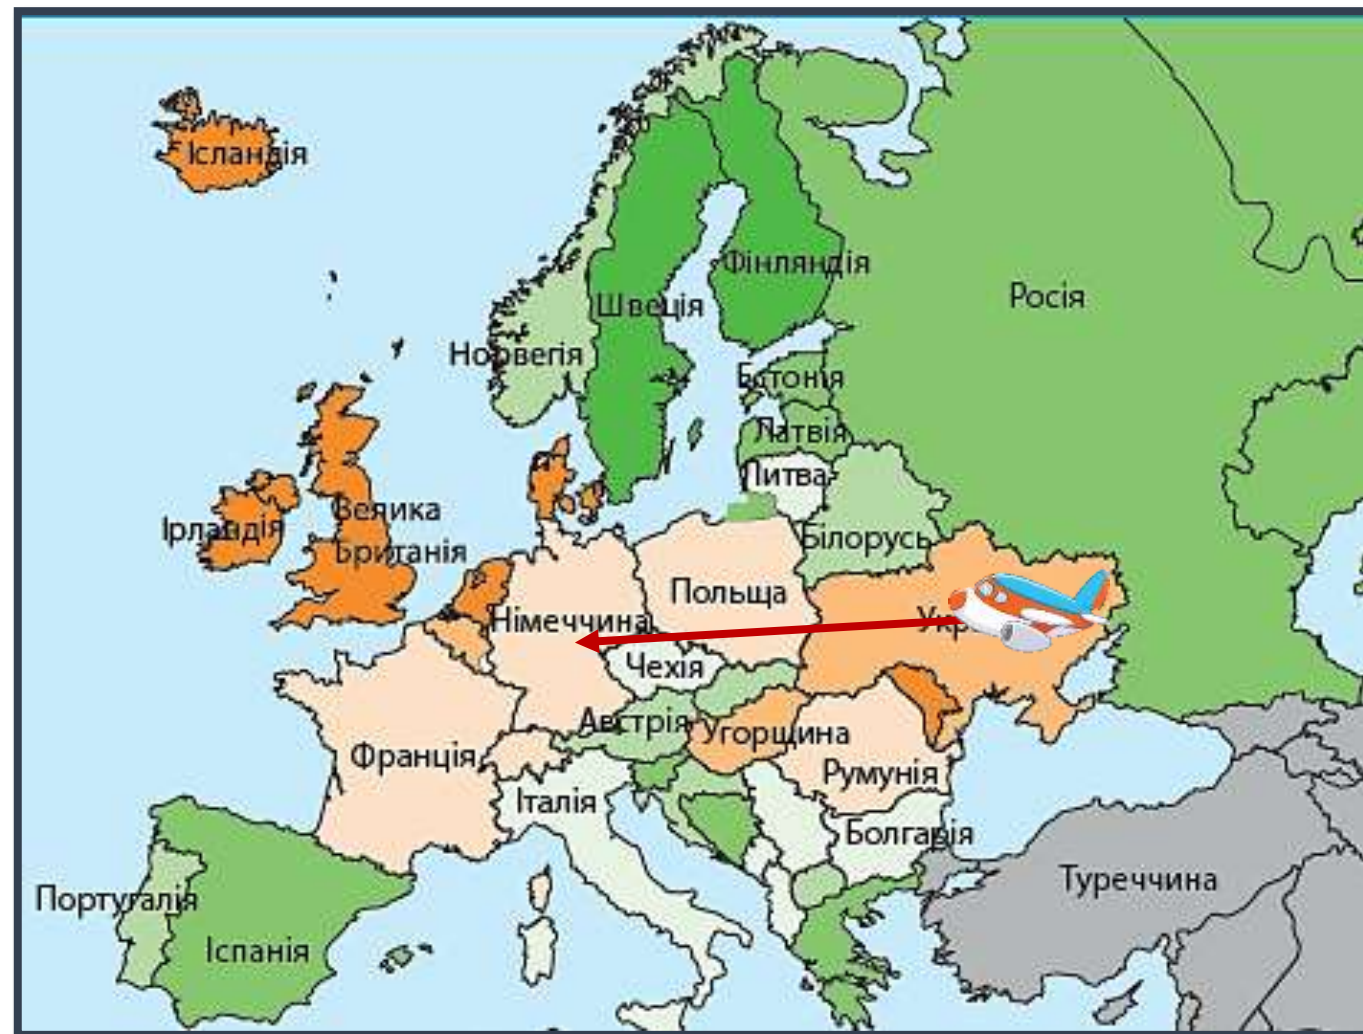 Ісландія
Фінляндія
Росія
Швеція
Норвегія
Естонія
Латвія
Литва
Велика
Британія
Ірландія
Білорусь
Польща
Німеччина
Укр
Чехія
Австрія
Угорщина
Франція
Румунія
Італія
Болгарія
Туреччина
Португалія
Іспанія